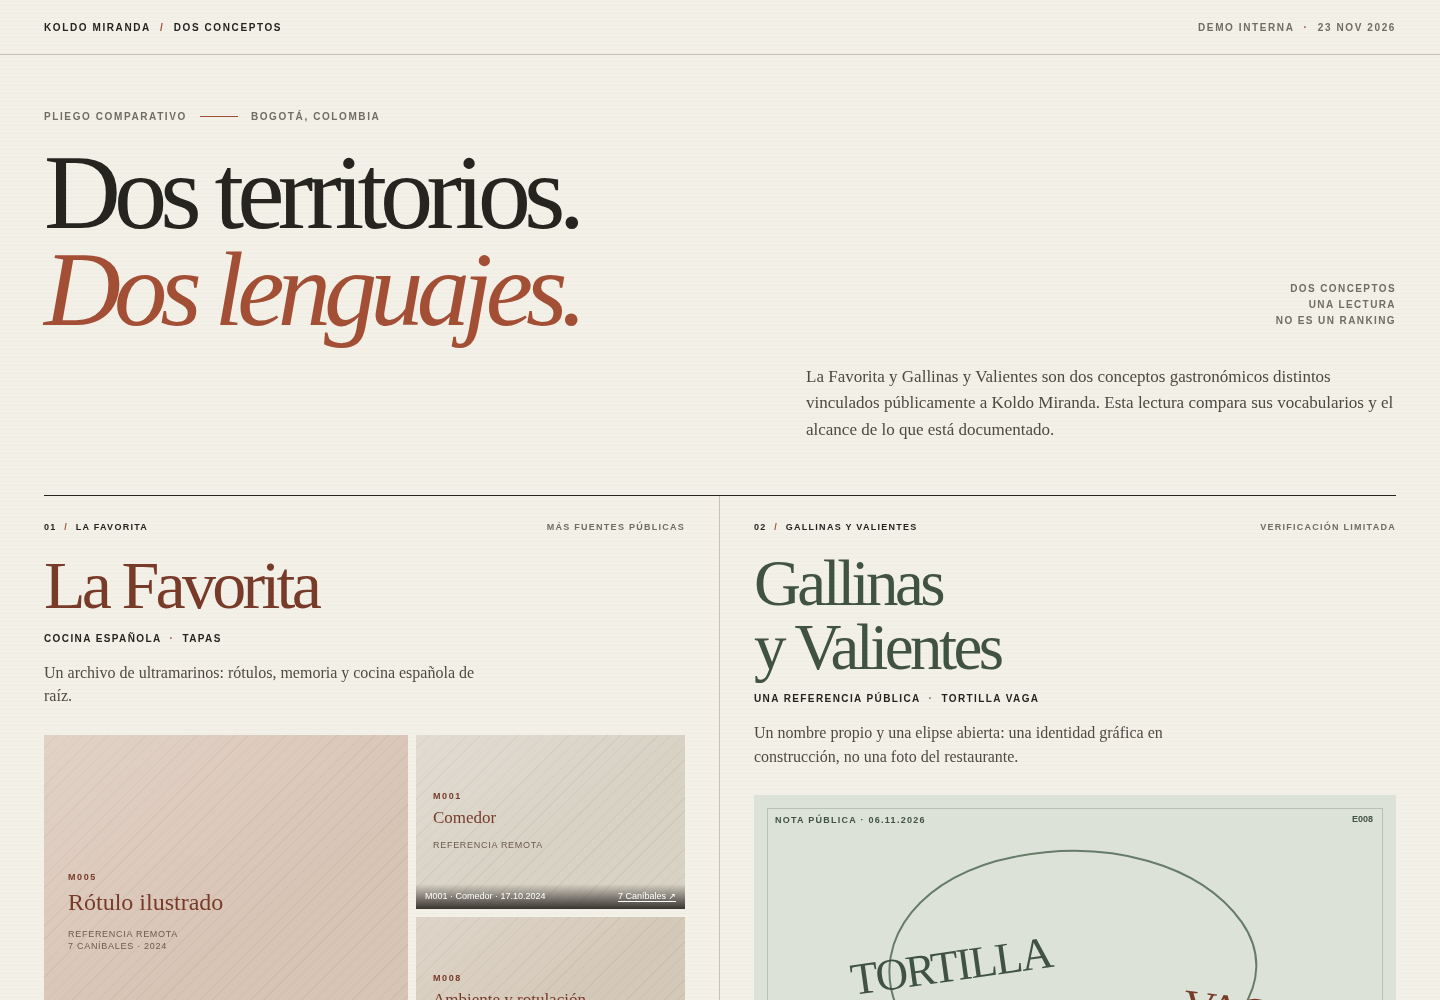 KOLDO MIRANDA / DOS CONCEPTOS
DEMO INTERNA · 23 NOV 2026
PLIEGO COMPARATIVO
BOGOTÁ, COLOMBIA
Dos territorios.
Dos lenguajes.
DOS CONCEPTOS
UNA LECTURA
NO ES UN RANKING
La Favorita y Gallinas y Valientes son dos conceptos gastronómicos distintos
vinculados públicamente a Koldo Miranda. Esta lectura compara sus vocabularios y el
alcance de lo que está documentado.
01 / LA FAVORITA
MÁS FUENTES PÚBLICAS
La Favorita
COCINA ESPAÑOLA · TAPAS
Un archivo de ultramarinos: rótulos, memoria y cocina española de
raíz.
M005
Rótulo ilustrado
REFERENCIA REMOTA
7 CANÍBALES · 2024
M001
Comedor
REFERENCIA REMOTA
M001 · Comedor · 17.10.2024
7 Caníbales ↗
M008
Ambiente y rotulación
02 / GALLINAS Y VALIENTES
VERIFICACIÓN LIMITADA
Gallinas
y Valientes
UNA REFERENCIA PÚBLICA · TORTILLA VAGA
Un nombre propio y una elipse abierta: una identidad gráfica en
construcción, no una foto del restaurante.
NOTA PÚBLICA · 06.11.2026
E008
TORTILLA